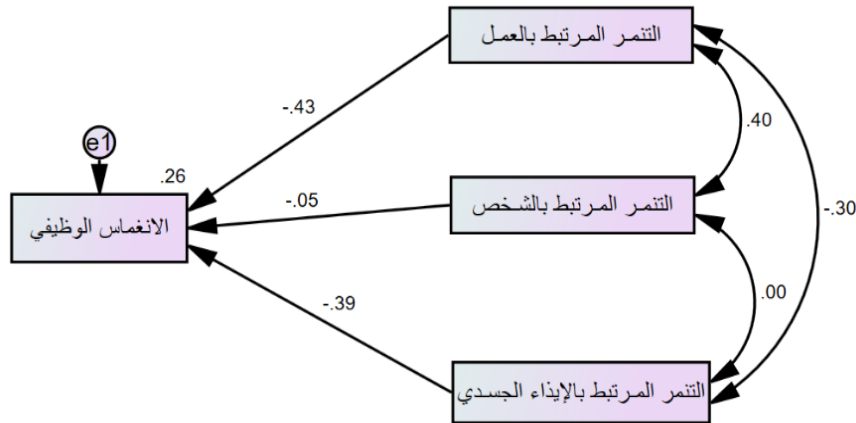 التنمر المرتبط بالعمل
-.43
.40
e1
.26
الانغماس الوظيفي
-.05
التنمر المرتبط بالشخص
-.30
-.39
.00
التنمر المرتبط بالإيذاء الجسدي